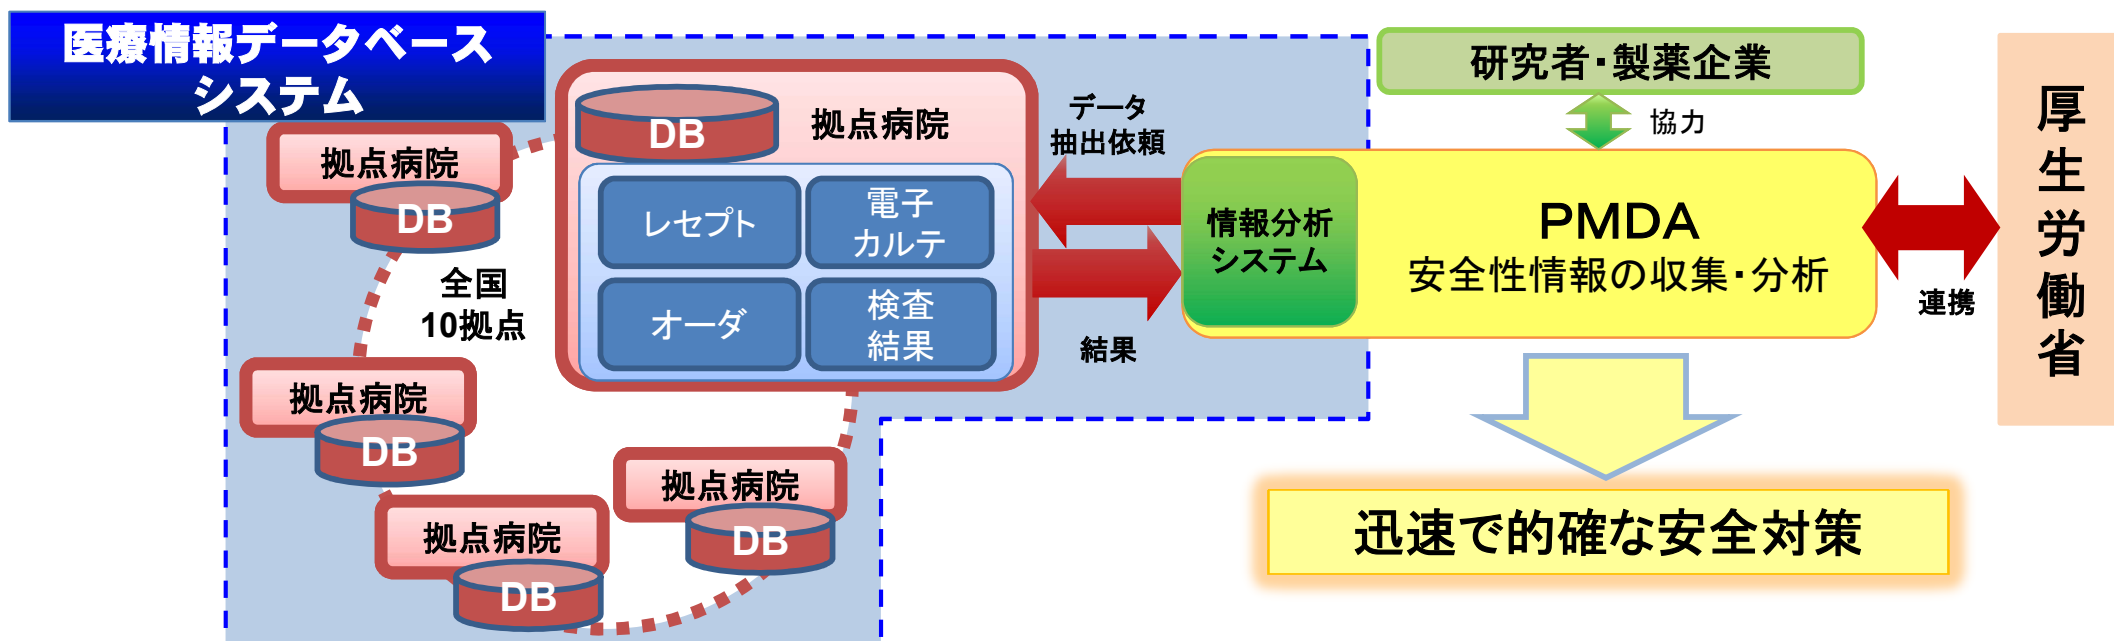 医療情報データベース
システム
拠点病院
DB
全国
10拠点
拠点病院
DB
拠点病院
DB
拠点病院
DB
DB
拠点病院
レセプト
電子
カルテ
オーダ
検査
結果
データ
抽出依頼
結果
情報分析
システム
研究者・製薬企業
協力
PMDA
安全性情報の収集・分析
連携
厚生労働省
迅速で的確な安全対策